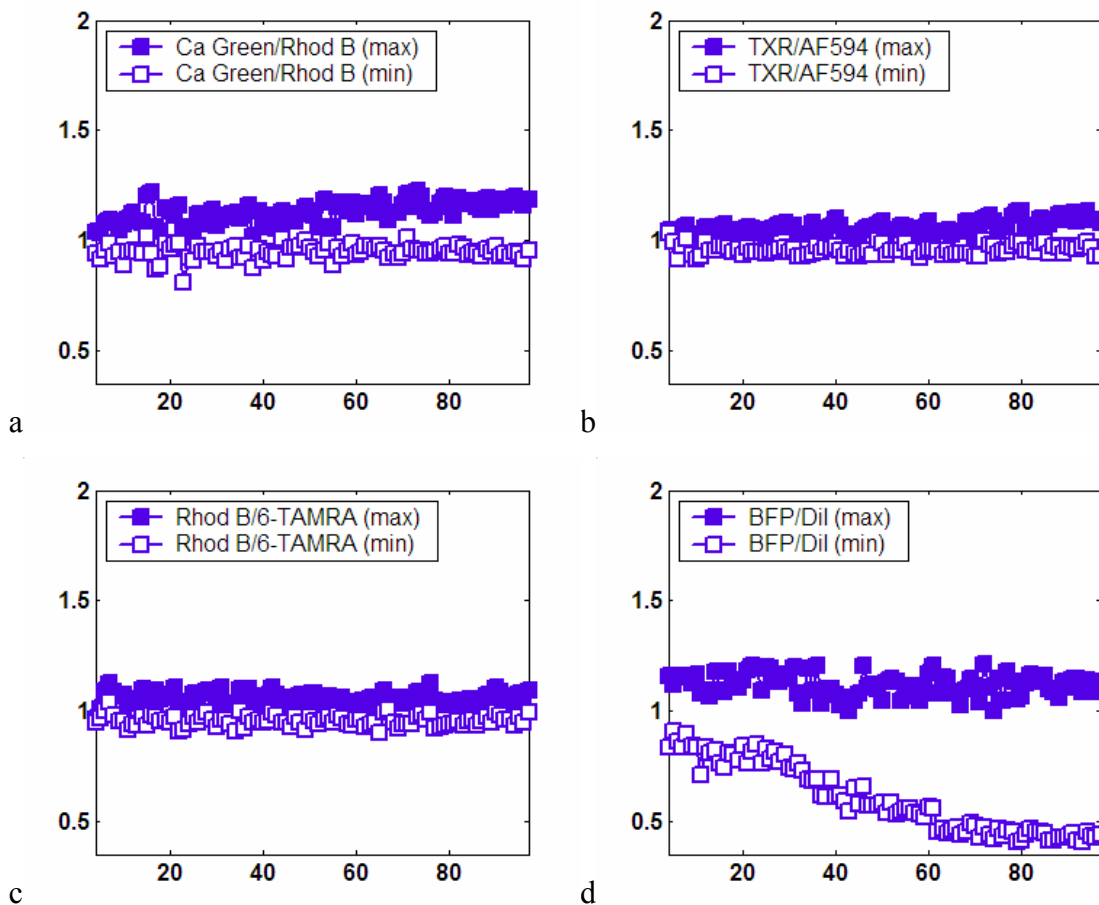 2
Ca Green/Rhod B (max)
Ca Green/Rhod B (min)
1.5
1
0.5
20 40 60 80
a
2
TXR/AF594 (max)
TXR/AF594 (min)
1.5
1
0.5
20 40 60 80
b
2
Rhod B/6-TAMRA (max)
Rhod B/6-TAMRA (min)
1.5
1
0.5
20 40 60 80
c
2
BFP/DiI (max)
BFP/DiI (min)
1.5
1
0.5
20 40 60 80
d